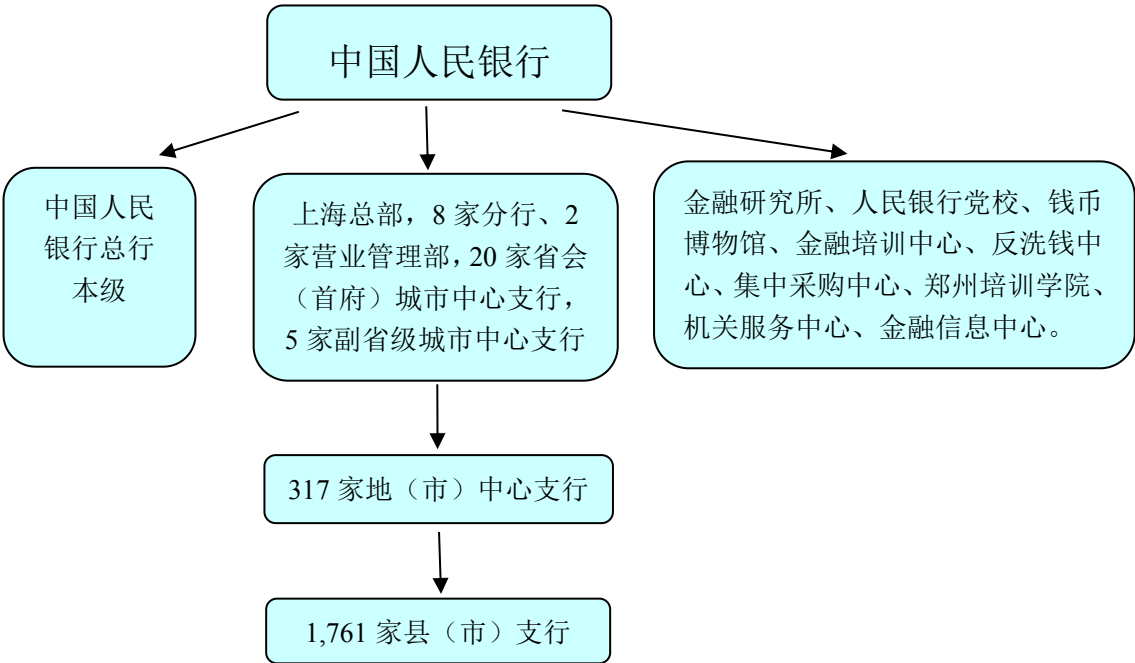 中国人民银行
中国人民
银行总行
本级
上海总部，8 家分行、2
家营业管理部，20 家省会
（首府）城市中心支行，
5 家副省级城市中心支行
金融研究所、人民银行党校、钱币
博物馆、金融培训中心、反洗钱中
心、集中采购中心、郑州培训学院、
机关服务中心、金融信息中心。
317 家地（市）中心支行
1,761 家县（市）支行